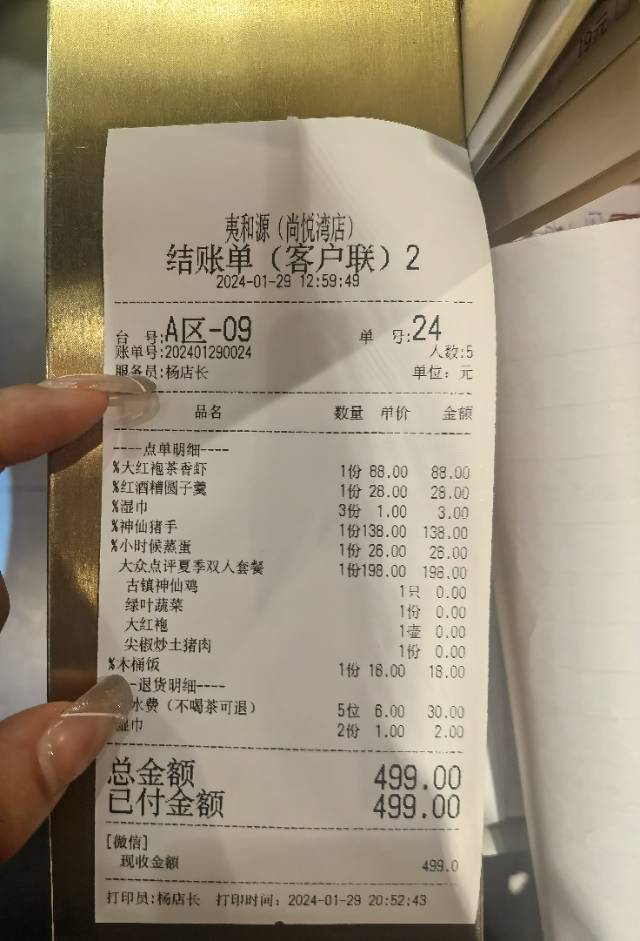 夷和源（尚悦湾店）
结账单（客户联）2
2024-01-29 12:59:49
台 号:A区-09 单 号:24
账单号:202401290024 人数:5
服务员:杨店长 单位: 元
品名 数量 单价 金额
----点单明细----
%大红袍茶香虾 1份 88.00 88.00
%红酒糟圆子羹 1份 28.00 28.00
%湿巾 3份 1.00 3.00
%神仙猪手 1份 138.00 138.00
%小时候蒸蛋 1份 26.00 26.00
大众点评夏季双人套餐 1份 198.00 198.00
古镇神仙鸡 1只 0.00
绿叶蔬菜 1份 0.00
大红袍 1壶 0.00
尖椒炒土猪肉 1份 0.00
%木桶饭 1份 18.00 18.00
--退货明细----
水费（不喝茶可退） 5位 6.00 30.00
湿巾 2份 1.00 2.00
总金额 499.00
已付金额 499.00
[微信]
现收金额 499.0
打印员:杨店长 打印时间: 2024-01-29 20:52:43
19元